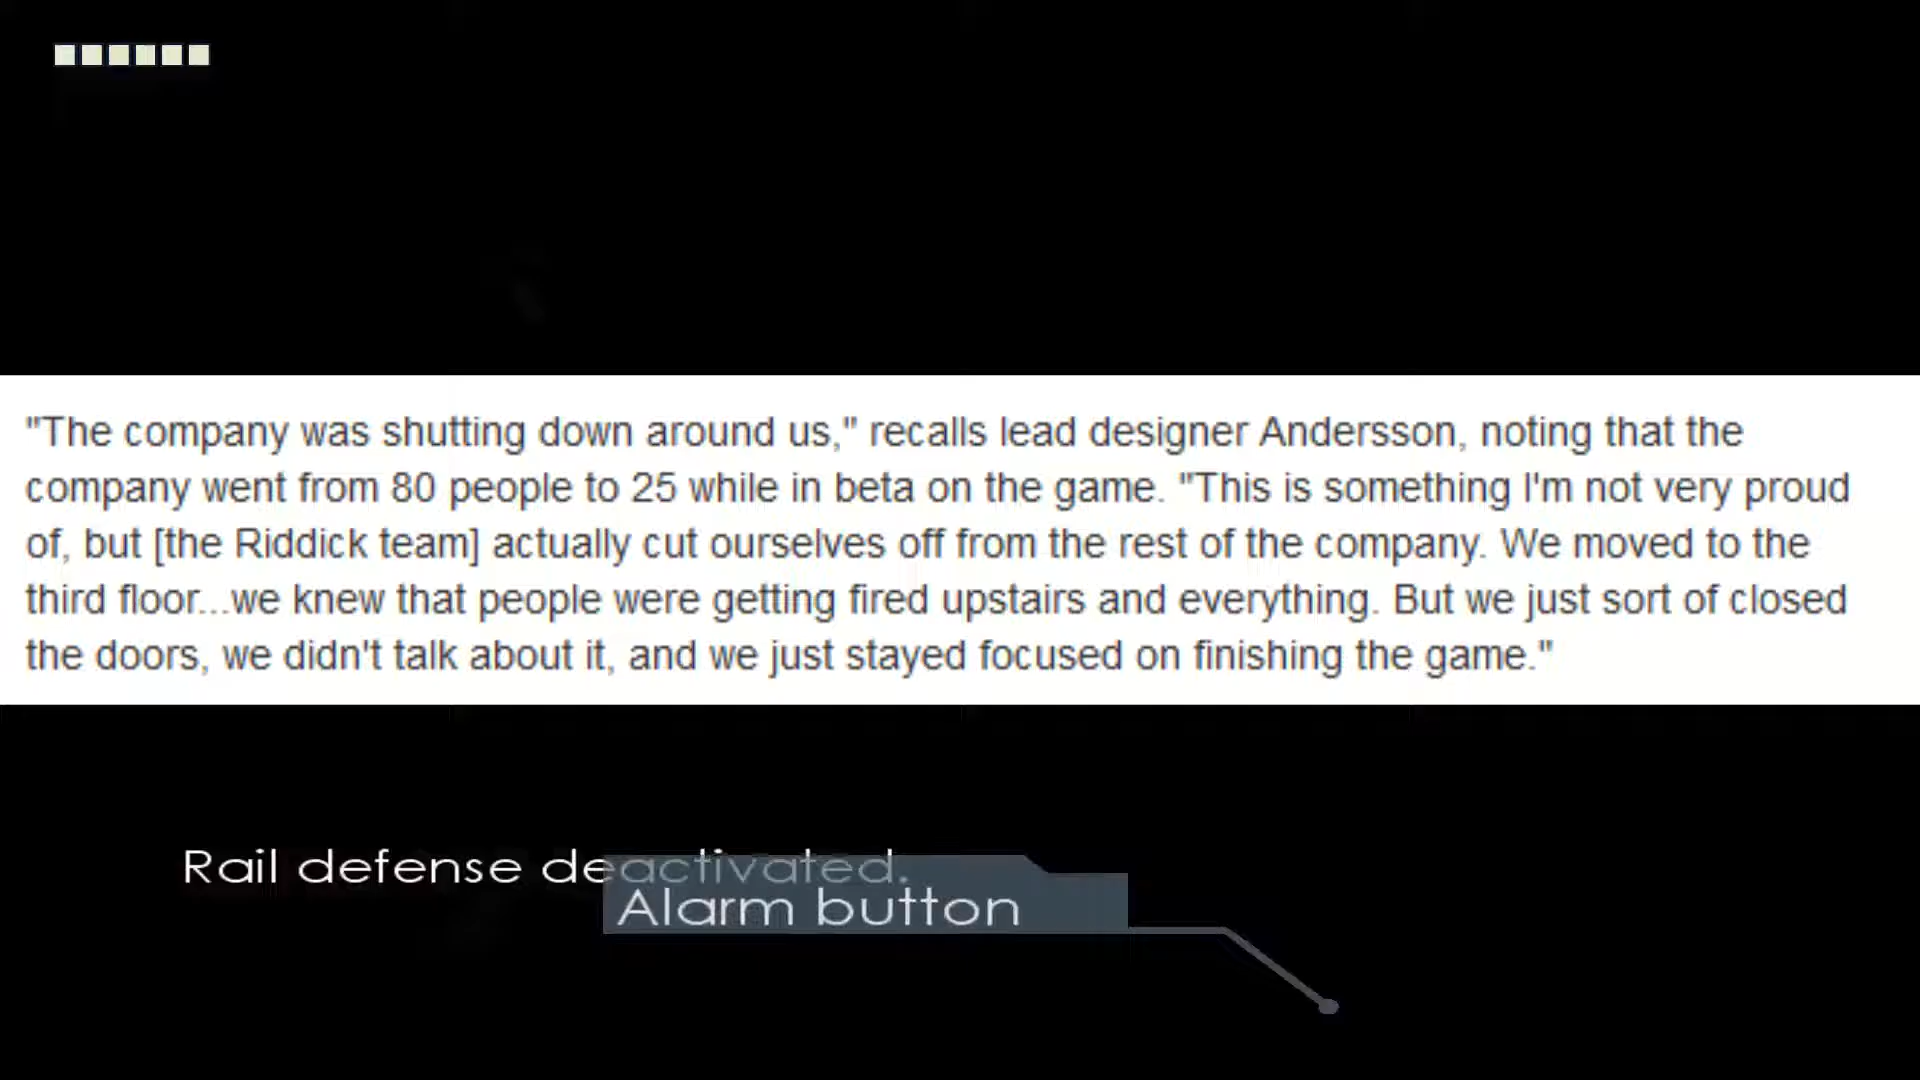 "The company was shutting down around us," recalls lead designer Andersson, noting that the
company went from 80 people to 25 while in beta on the game. "This is something I'm not very proud
of, but [the Riddick team] actually cut ourselves off from the rest of the company. We moved to the
third floor...we knew that people were getting fired upstairs and everything. But we just sort of closed
the doors, we didn't talk about it, and we just stayed focused on finishing the game."
Rail defense deactivated.
Alarm button